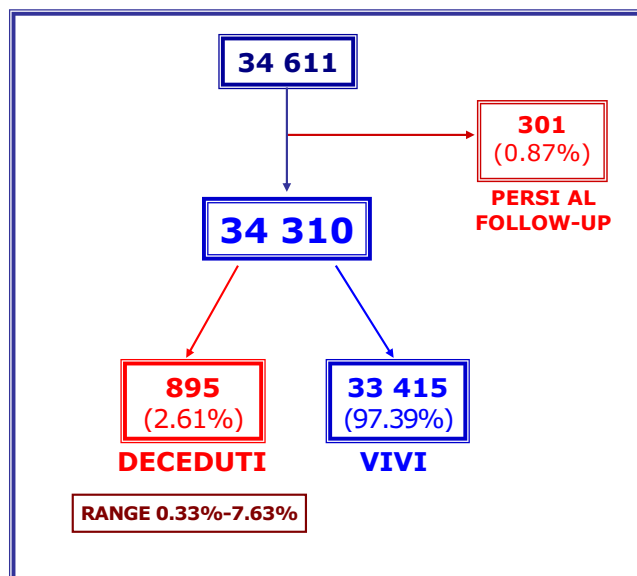 34 611
301
(0.87%)
PERSI AL
FOLLOW-UP
34 310
895
(2.61%)
DECEDUTI
33 415
(97.39%)
VIVI
RANGE 0.33%-7.63%